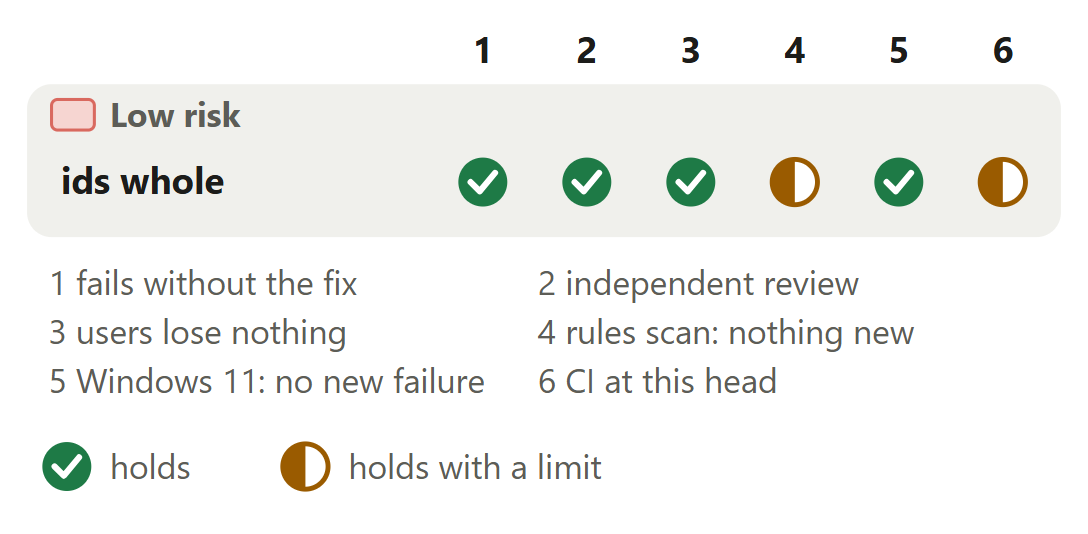 1 2 3 4 5 6
Low risk
ids whole
1 fails without the fix
2 independent review
3 users lose nothing
4 rules scan: nothing new
5 Windows 11: no new failure
6 CI at this head
holds
holds with a limit